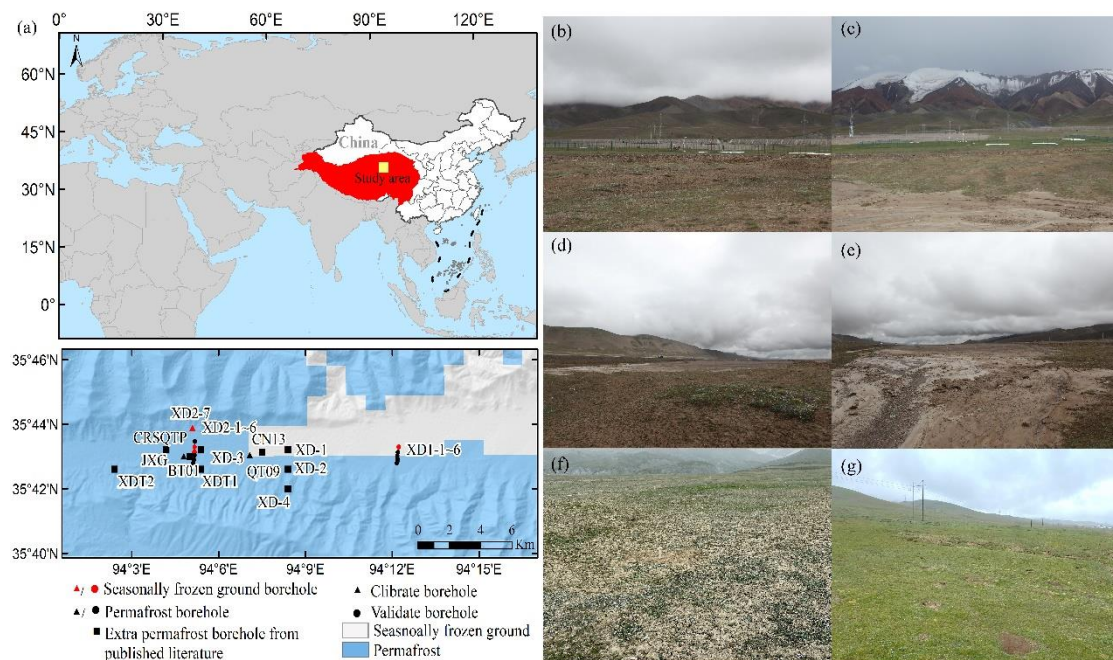 (a)
0° 30°E 60°E 90°E 120°E
N
60°N
45°N
30°N
15°N
0°
China
Study area
35°46'N
35°44'N
35°42'N
35°40'N
XD2-7
XD2-1~6
CRSQTP
CN13
XD-1
XD1-1~6
JXG
XD-3
BT01
QT09
XD-2
XDT2
XDT1
XD-4
0 2 4 6
Km
94°3'E 94°6'E 94°9'E 94°12'E 94°15'E
/ Seasonally frozen ground borehole
/ Permafrost borehole
Extra permafrost borehole from
published literature
Clibrate borehole
Validate borehole
Seasnoally frozen ground
Permafrost
(b)
(c)
(d)
(e)
(f)
(g)